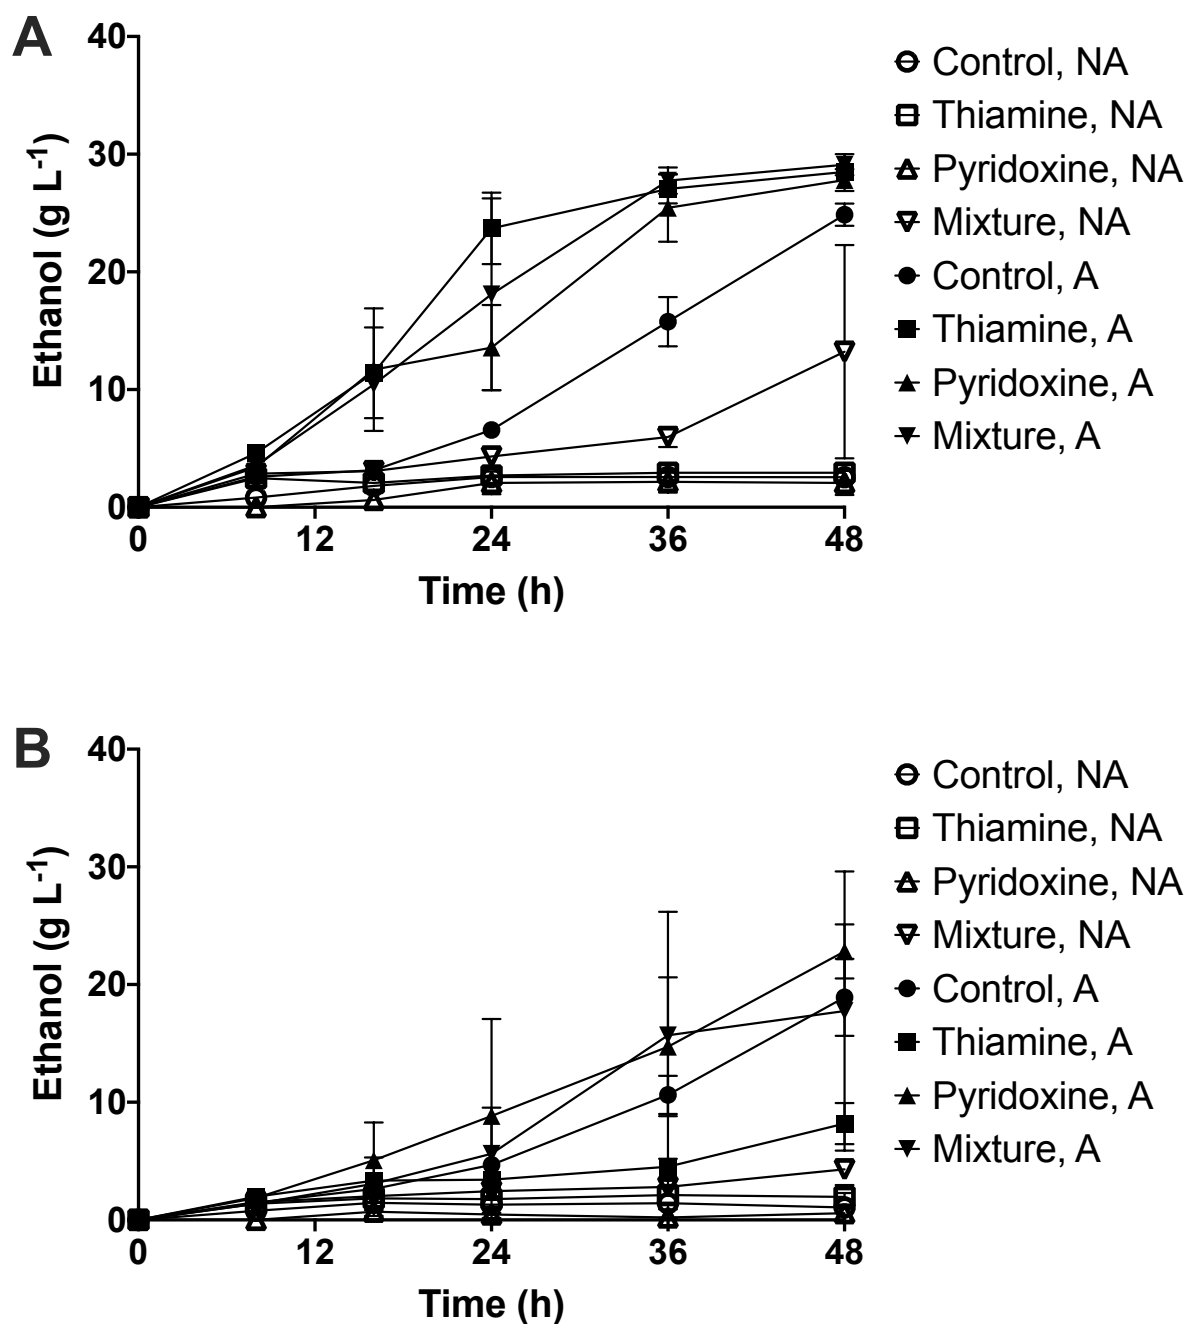 A
40
30
20
10
0
Ethanol (g L⁻¹)
0 12 24 36 48
Time (h)
Control, NA
Thiamine, NA
Pyridoxine, NA
Mixture, NA
Control, A
Thiamine, A
Pyridoxine, A
Mixture, A
B
40
30
20
10
0
Ethanol (g L⁻¹)
0 12 24 36 48
Time (h)
Control, NA
Thiamine, NA
Pyridoxine, NA
Mixture, NA
Control, A
Thiamine, A
Pyridoxine, A
Mixture, A